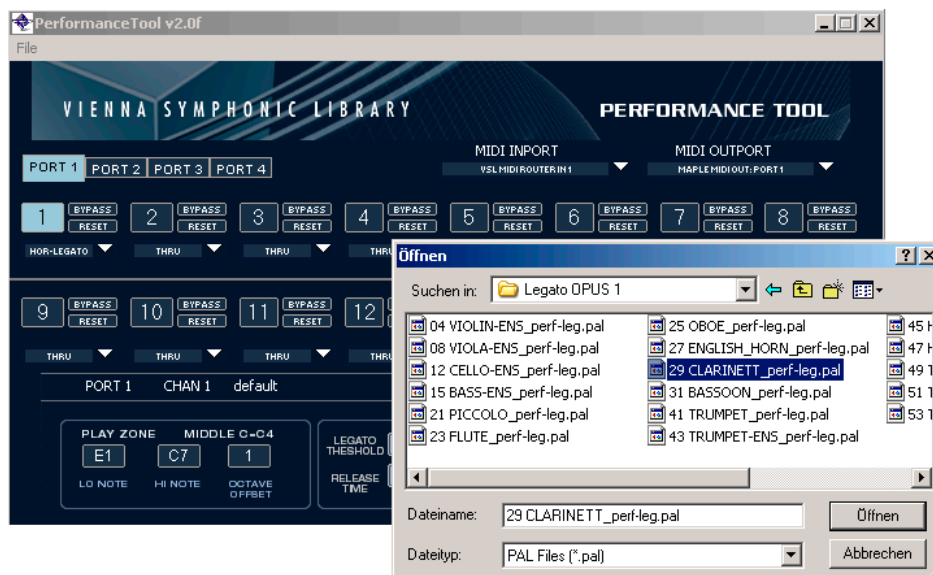 PerformanceTool v2.0f
File
VIENNA SYMPHONIC LIBRARY
PERFORMANCE TOOL
MIDI INPORT MIDI OUTPORT
PORT 1 PORT 2 PORT 3 PORT 4
VSL MIDI ROUTER IN 1 MAPLE MIDI OUT: PORT 1
1 BYPASS RESET 2 BYPASS RESET 3 BYPASS RESET 4 BYPASS RESET 5 BYPASS RESET 6 BYPASS RESET 7 BYPASS RESET 8 BYPASS RESET
HOR-LEGATO THRU THRU THRU
9 BYPASS RESET 10 BYPASS RESET 11 BYPASS RESET 12
THRU THRU THRU THRU
PORT 1 CHAN 1 default
PLAY ZONE MIDDLE C=C4
E1 C7 1
LO NOTE HI NOTE OCTAVE OFFBET
LEGATO THESHOLD
RELEASE TIME
Öffnen
Suchen in: Legato OPUS 1
04 VIOLIN-ENS_perf-leg.pal
08 VIOLA-ENS_perf-leg.pal
12 CELLO-ENS_perf-leg.pal
15 BASS-ENS_perf-leg.pal
21 PICCOLO_perf-leg.pal
23 FLUTE_perf-leg.pal
25 OBOE_perf-leg.pal
27 ENGLISH_HORN_perf-leg.pal
29 CLARINETT_perf-leg.pal
31 BASSOON_perf-leg.pal
41 TRUMPET_perf-leg.pal
43 TRUMPET-ENS_perf-leg.pal
45 H
47 H
49 T
51 T
53 T
Dateiname: 29 CLARINETT_perf-leg.pal Öffnen
Dateityp: PAL Files (*.pal) Abbrechen